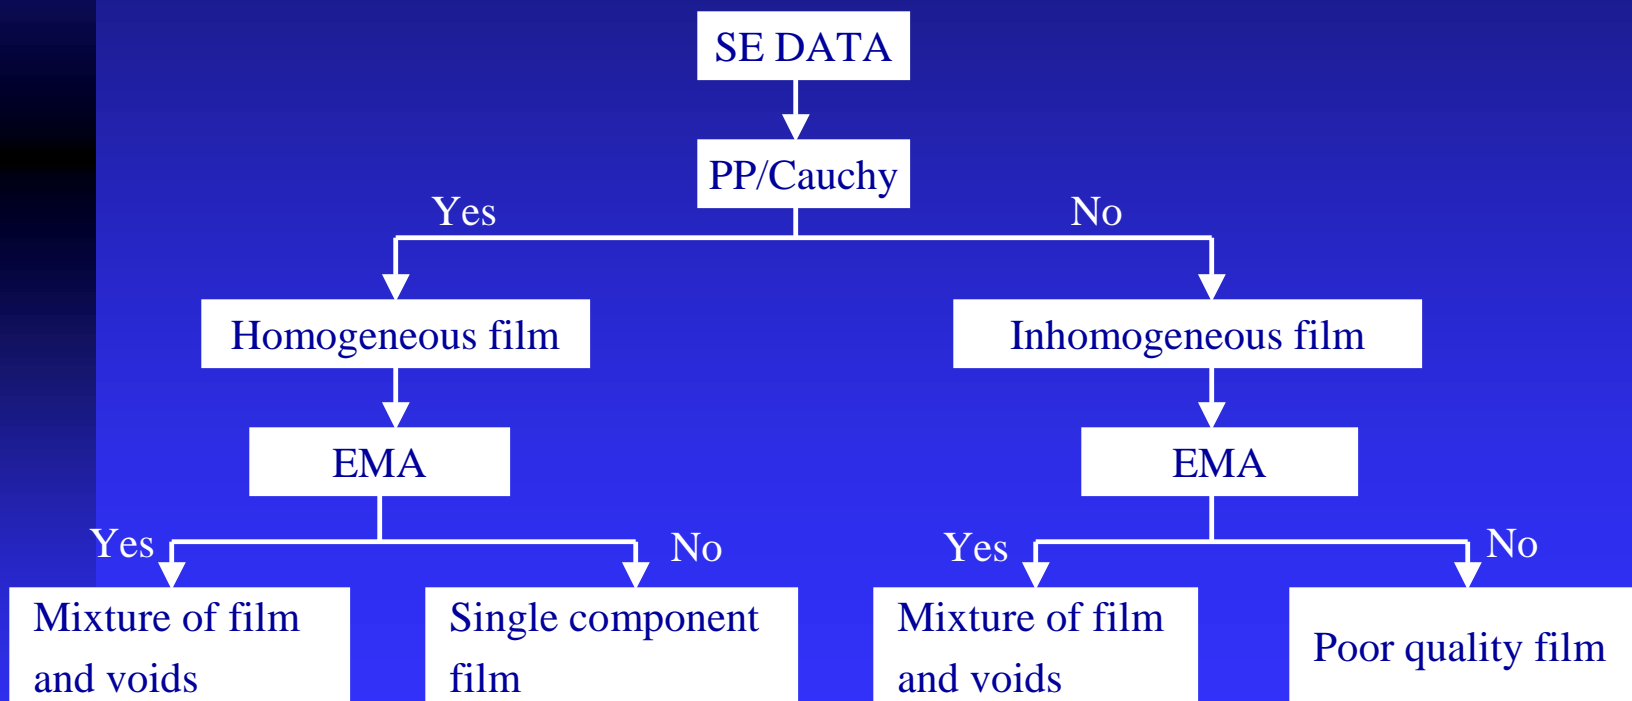 SE DATA
PP/Cauchy
Yes
No
Homogeneous film
Inhomogeneous film
EMA
EMA
Yes
No
Yes
No
Mixture of film
and voids
Single component
film
Mixture of film
and voids
Poor quality film